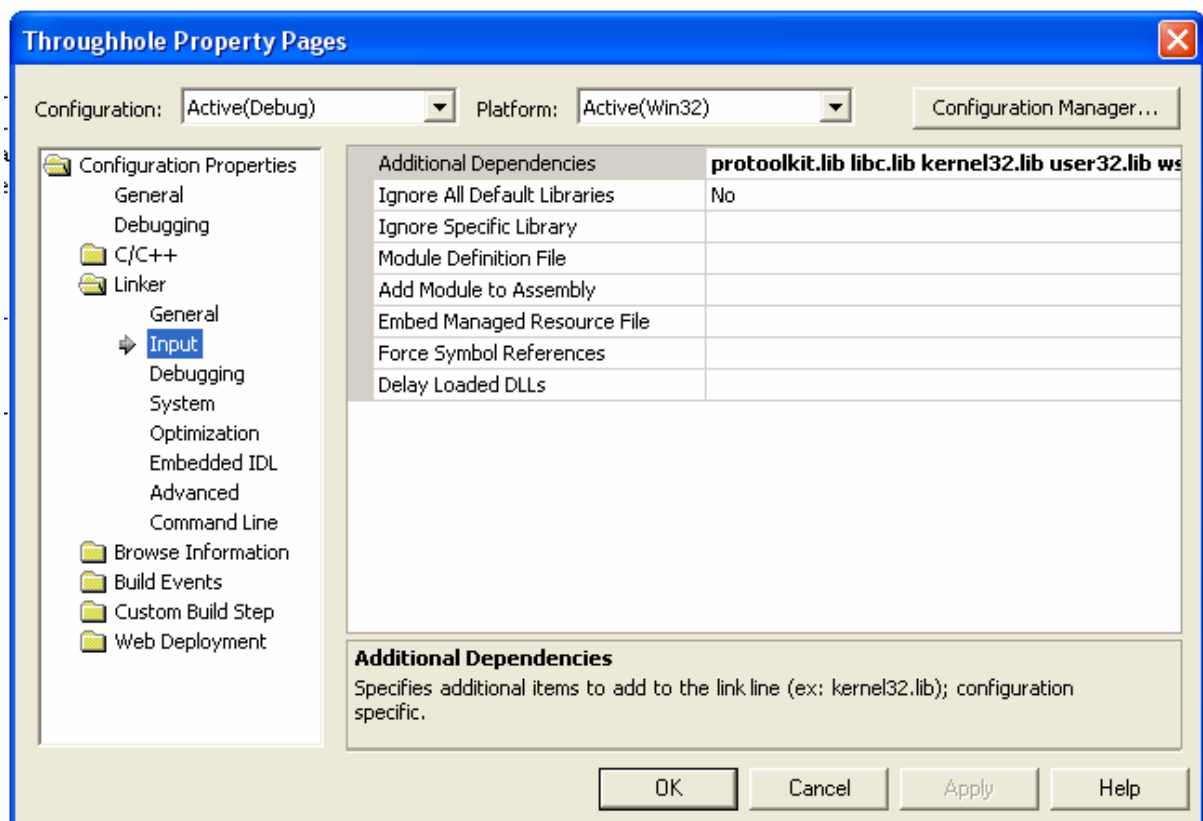 Throughhole Property Pages
Configuration: Active(Debug) Platform: Active(Win32) Configuration Manager...
Configuration Properties
General
Debugging
C/C++
Linker
General
Input
Debugging
System
Optimization
Embedded IDL
Advanced
Command Line
Browse Information
Build Events
Custom Build Step
Web Deployment
Additional Dependencies protoolkit.lib libc.lib kernel32.lib user32.lib ws
Ignore All Default Libraries No
Ignore Specific Library
Module Definition File
Add Module to Assembly
Embed Managed Resource File
Force Symbol References
Delay Loaded DLLs
Additional Dependencies
Specifies additional items to add to the link line (ex: kernel32.lib); configuration
specific.
OK Cancel Apply Help